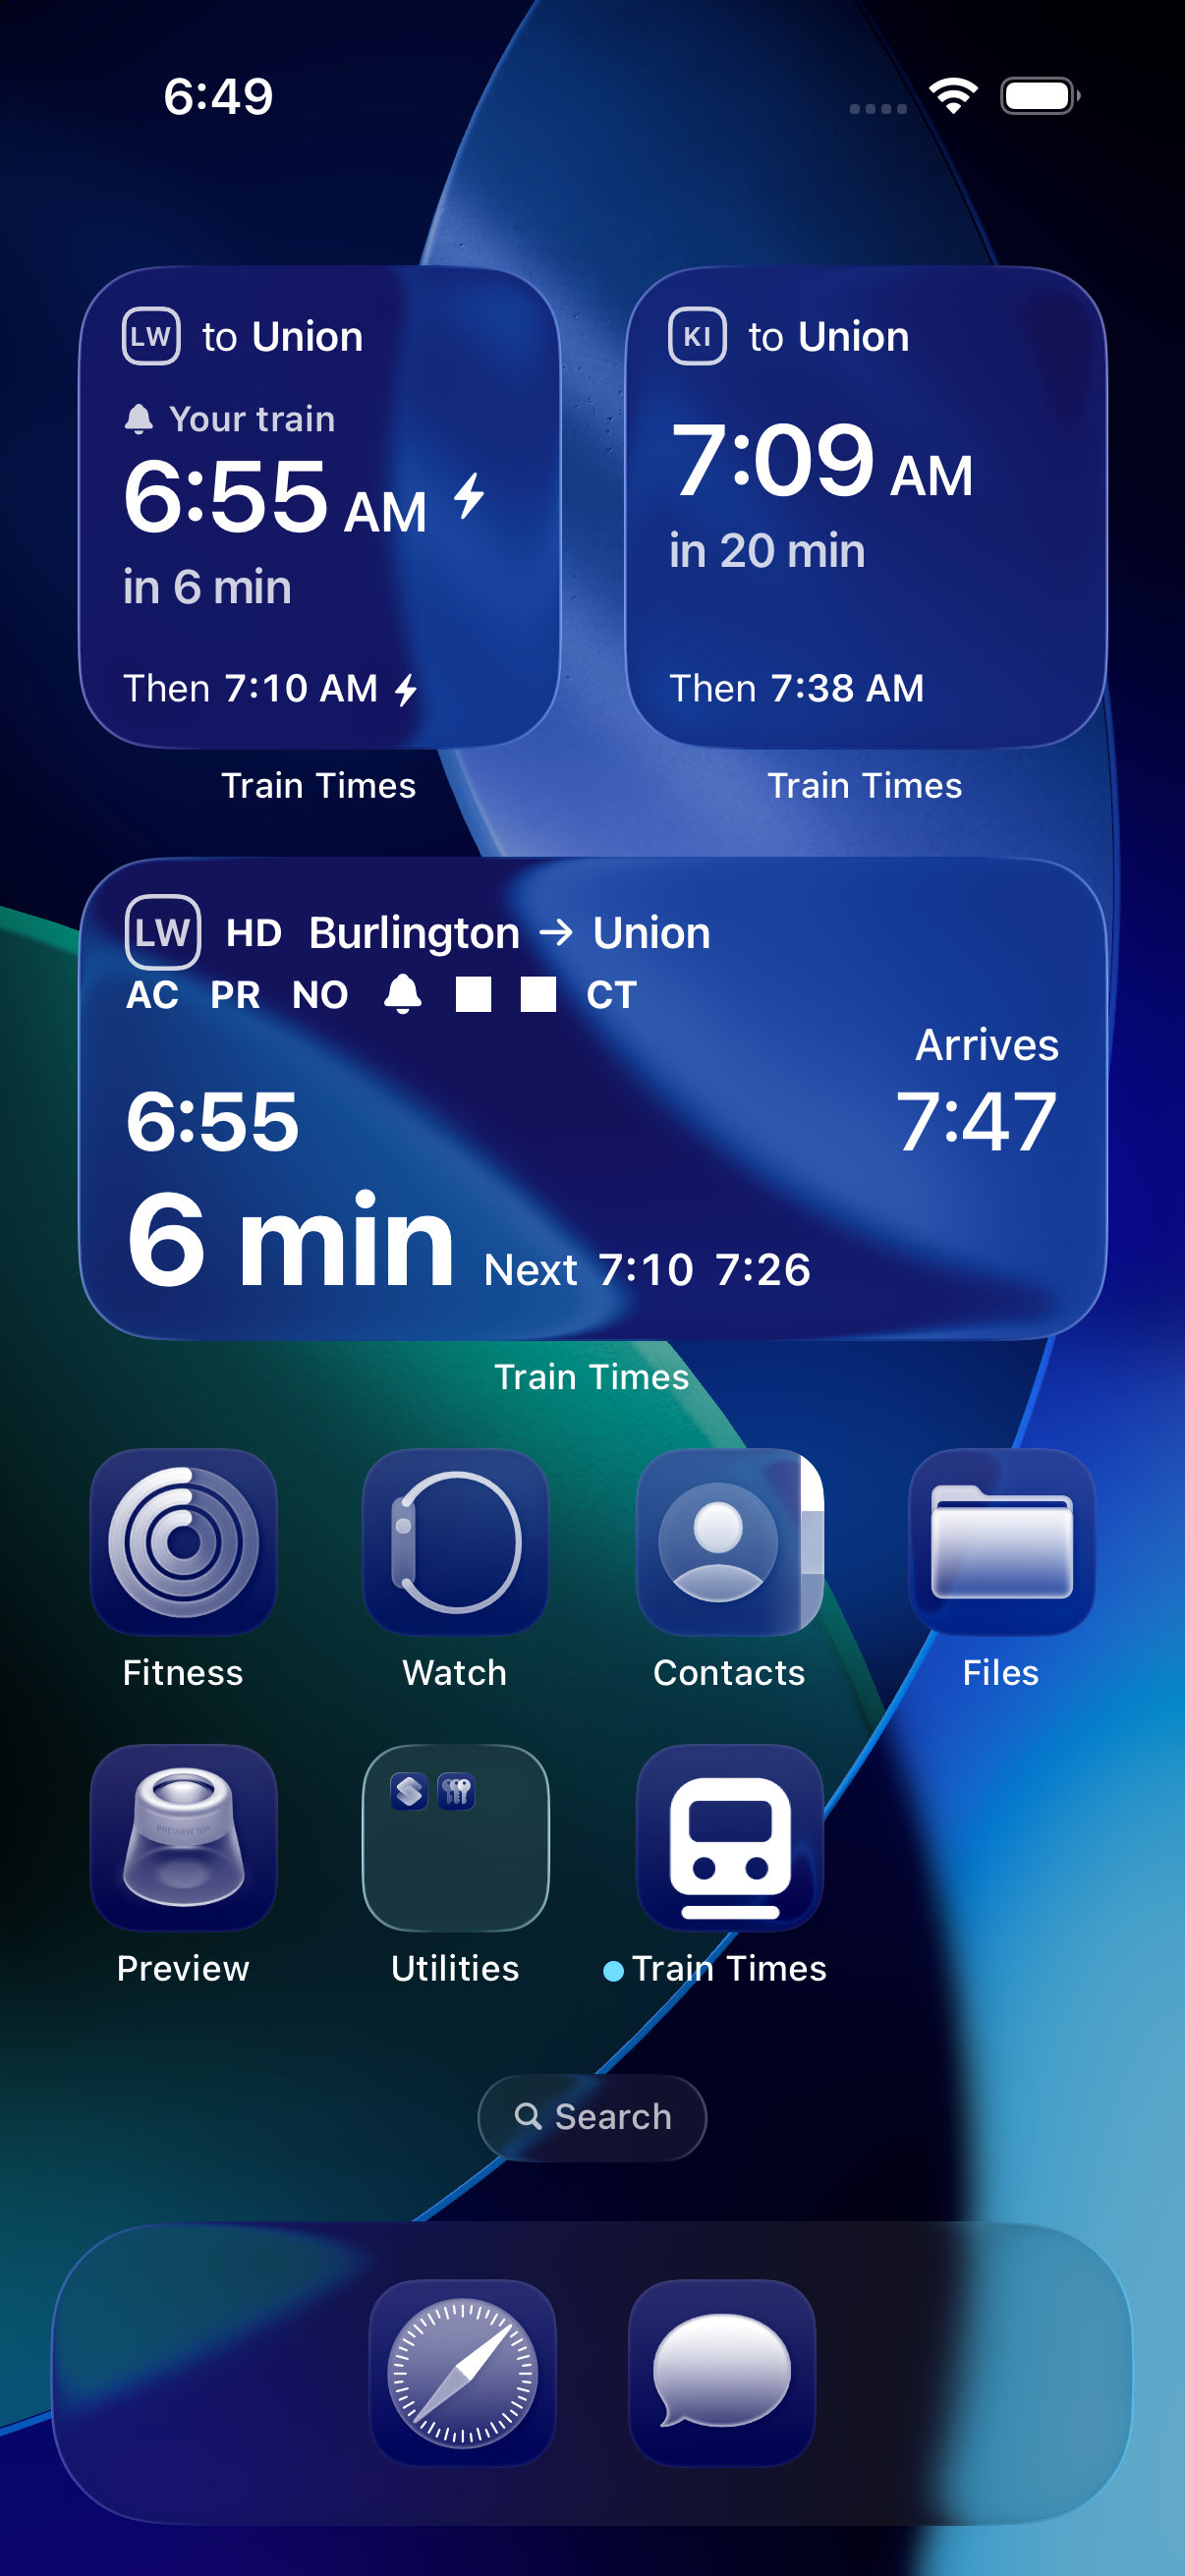 6:49
LW to Union
Your train
6:55 AM
in 6 min
Then 7:10 AM
Train Times
KI to Union
7:09 AM
in 20 min
Then 7:38 AM
Train Times
LW HD Burlington → Union
AC PR NO CT
Arrives
6:55 7:47
6 min Next 7:10 7:26
Train Times
Fitness Watch Contacts Files
PREVIEW 10×
Preview Utilities Train Times
Search